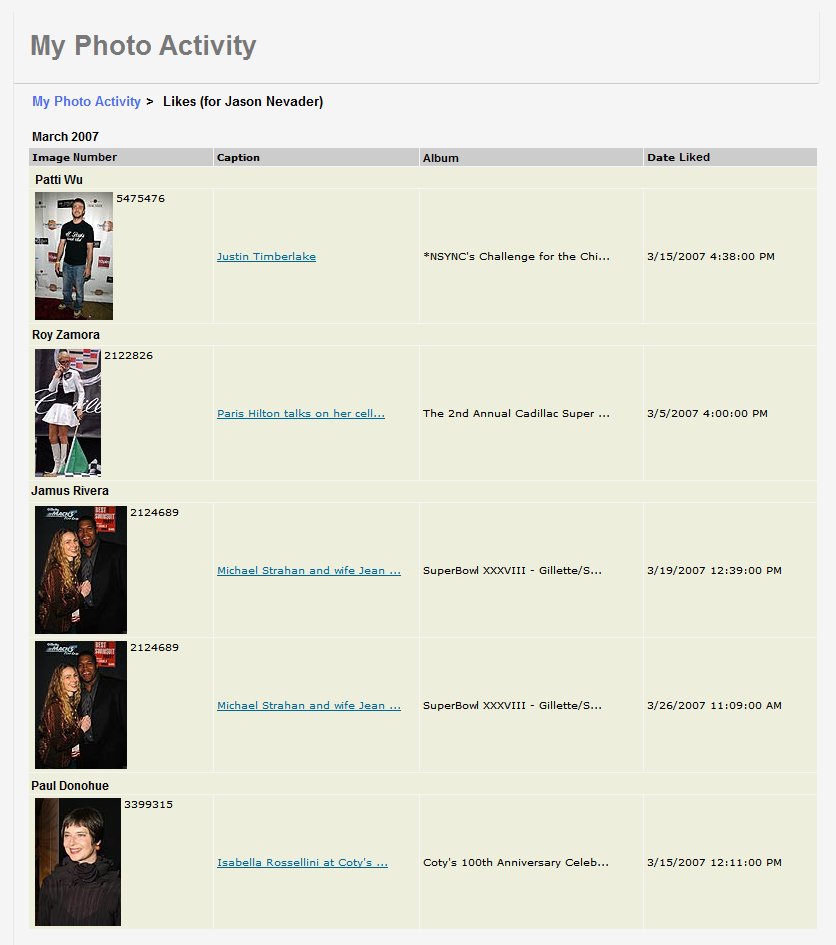 My Photo Activity
My Photo Activity > Likes (for Jason Nevader)
March 2007
Image Number Caption Album Date Liked
Patti Wu
5475476
Justin Timberlake *NSYNC's Challenge for the Chi... 3/15/2007 4:38:00 PM
Roy Zamora
2122826
Paris Hilton talks on her cell... The 2nd Annual Cadillac Super ... 3/5/2007 4:00:00 PM
Jamus Rivera
2124689
Michael Strahan and wife Jean ... SuperBowl XXXVIII - Gillette/S... 3/19/2007 12:39:00 PM
2124689
Michael Strahan and wife Jean ... SuperBowl XXXVIII - Gillette/S... 3/26/2007 11:09:00 AM
Paul Donohue
3399315
Isabella Rossellini at Coty's ... Coty's 100th Anniversary Celeb... 3/15/2007 12:11:00 PM